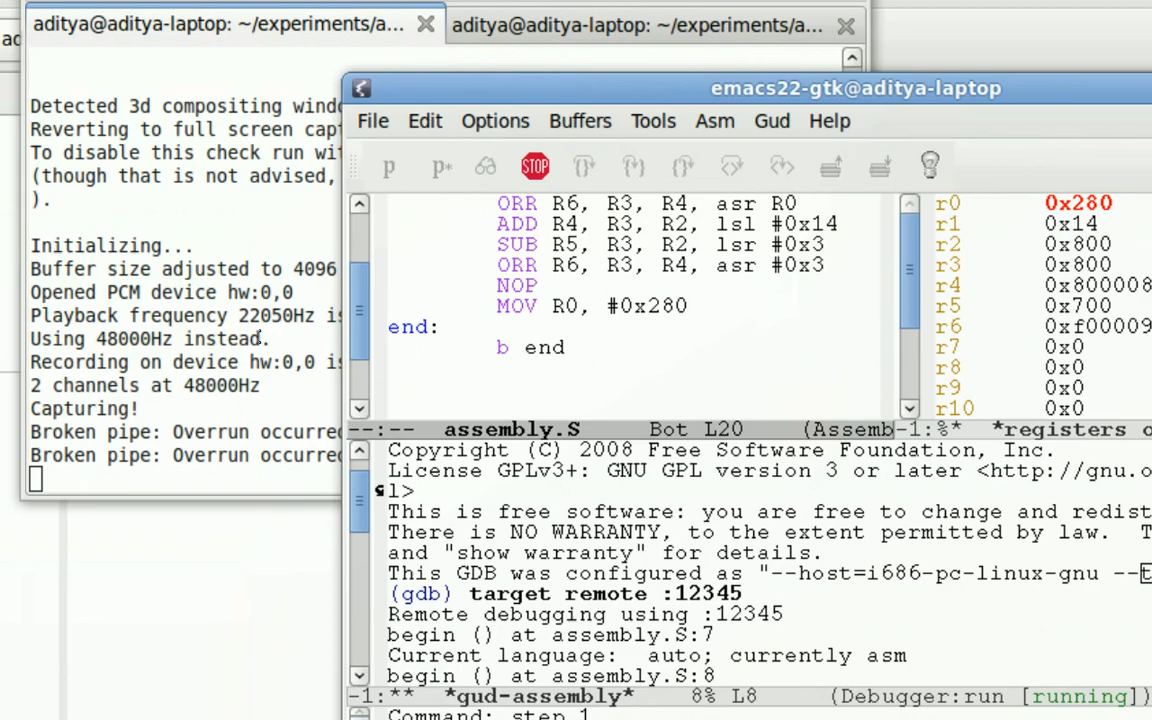 aditya@aditya-laptop: ~/experiments/a...
aditya@aditya-laptop: ~/experiments/a...
Detected 3d compositing
Reverting to full screen
To disable this check run
(though that is not advised,
).
Initializing...
Buffer size adjusted to 4096
Opened PCM device hw:0,0
Playback frequency 22050Hz
Using 48000Hz instead.
Recording on device hw:0,0
2 channels at 48000Hz
Capturing!
Broken pipe: Overrun
Broken pipe: Overrun
emacs22-gtk@aditya-laptop
File Edit Options Buffers Tools Asm Gud Help
p p* STOP
ORR R6, R3, R4, asr R0
ADD R4, R3, R2, lsl #0x14
SUB R5, R3, R2, lsr #0x3
ORR R6, R3, R4, asr #0x3
NOP
MOV R0, #0x280
end:
b end
r0 0x280
r1 0x14
r2 0x800
r3 0x800
r4 0x800008
r5 0x700
r6 0xf00009
r7 0x0
r8 0x0
r9 0x0
r10 0x0
--:-- assembly.S Bot L20 (Assemb
-1:%* *registers o
Copyright (C) 2008 Free Software Foundation, Inc.
License GPLv3+: GNU GPL version 3 or later <http://gnu.o
l>
This is free software: you are free to change and redist
There is NO WARRANTY, to the extent permitted by law. T
and "show warranty" for details.
This GDB was configured as "--host=i686-pc-linux-gnu --t
(gdb) target remote :12345
Remote debugging using :12345
begin () at assembly.S:7
Current language: auto; currently asm
begin () at assembly.S:8
-1:** *gud-assembly* 8% L8 (Debugger:run [running])
Command: step 1